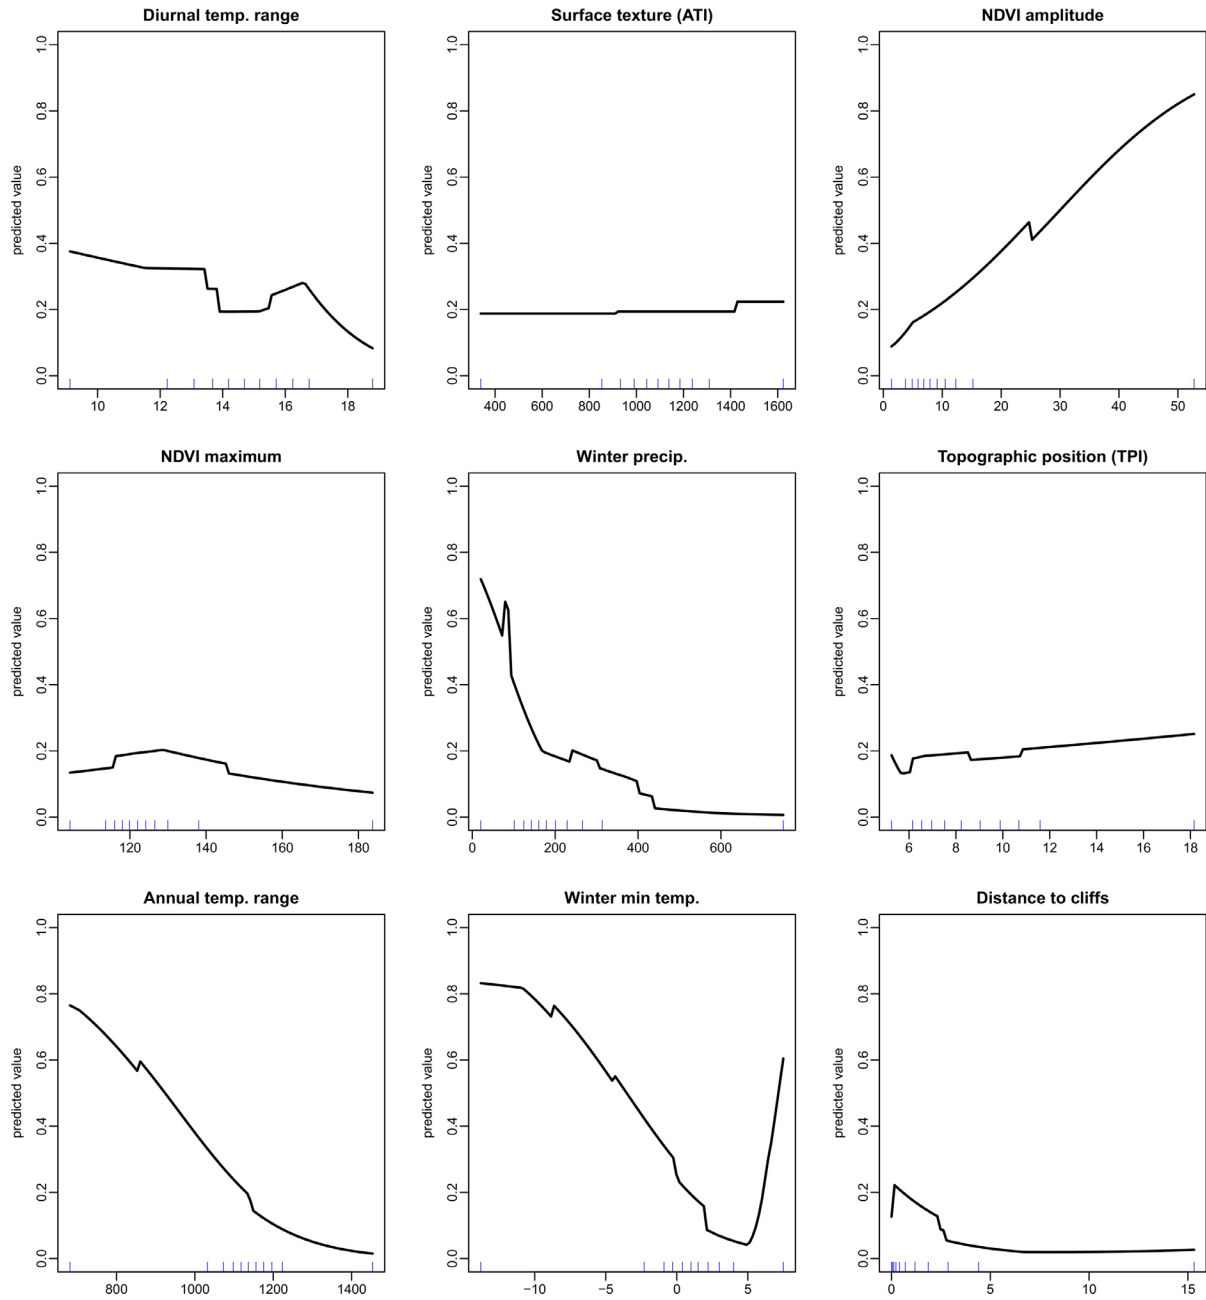 Diurnal temp. range
1.0
0.8
0.6
0.4
0.2
0.0
predicted value
10 12 14 16 18
Surface texture (ATI)
1.0
0.8
0.6
0.4
0.2
0.0
predicted value
400 600 800 1000 1200 1400 1600
NDVI amplitude
1.0
0.8
0.6
0.4
0.2
0.0
predicted value
0 10 20 30 40 50
NDVI maximum
1.0
0.8
0.6
0.4
0.2
0.0
predicted value
120 140 160 180
Winter precip.
1.0
0.8
0.6
0.4
0.2
0.0
predicted value
0 200 400 600
Topographic position (TPI)
1.0
0.8
0.6
0.4
0.2
0.0
predicted value
6 8 10 12 14 16 18
Annual temp. range
1.0
0.8
0.6
0.4
0.2
0.0
predicted value
800 1000 1200 1400
Winter min temp.
1.0
0.8
0.6
0.4
0.2
0.0
predicted value
−10 −5 0 5
Distance to cliffs
1.0
0.8
0.6
0.4
0.2
0.0
predicted value
0 5 10 15